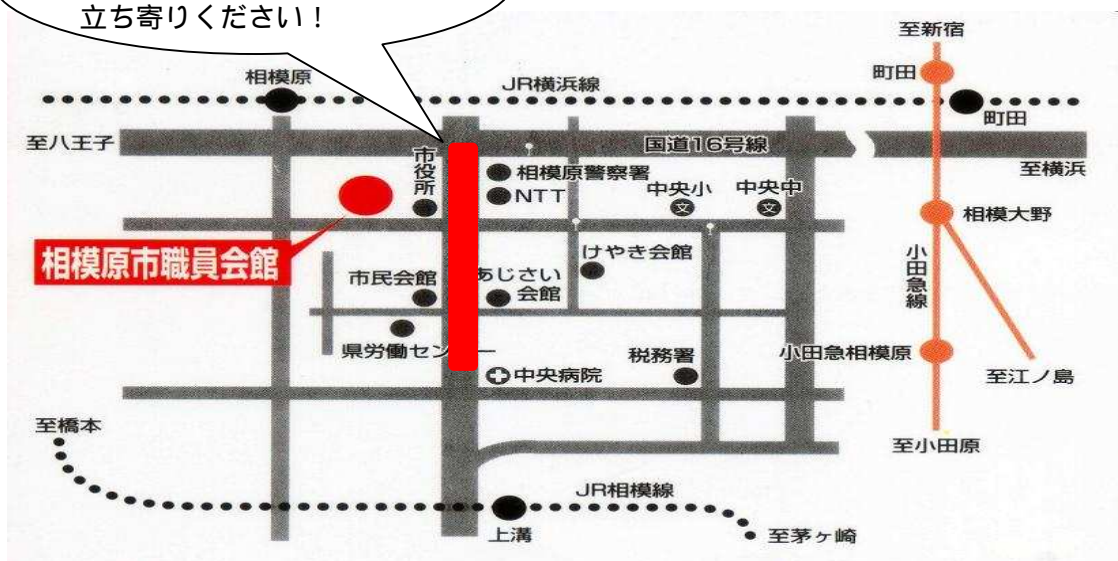 立ち寄りください！
至新宿
町田
相模原
JR横浜線
町田
至八王子
国道16号線
至横浜
市役所
相模原警察署
NTT
中央小
中央中
文
文
相模大野
相模原市職員会館
市民会館
あじさい
会館
けやき会館
小田急線
県労働セン
ー
中央病院
税務署
小田急相模原
至江ノ島
至橋本
至小田原
JR相模線
上溝
至茅ヶ崎